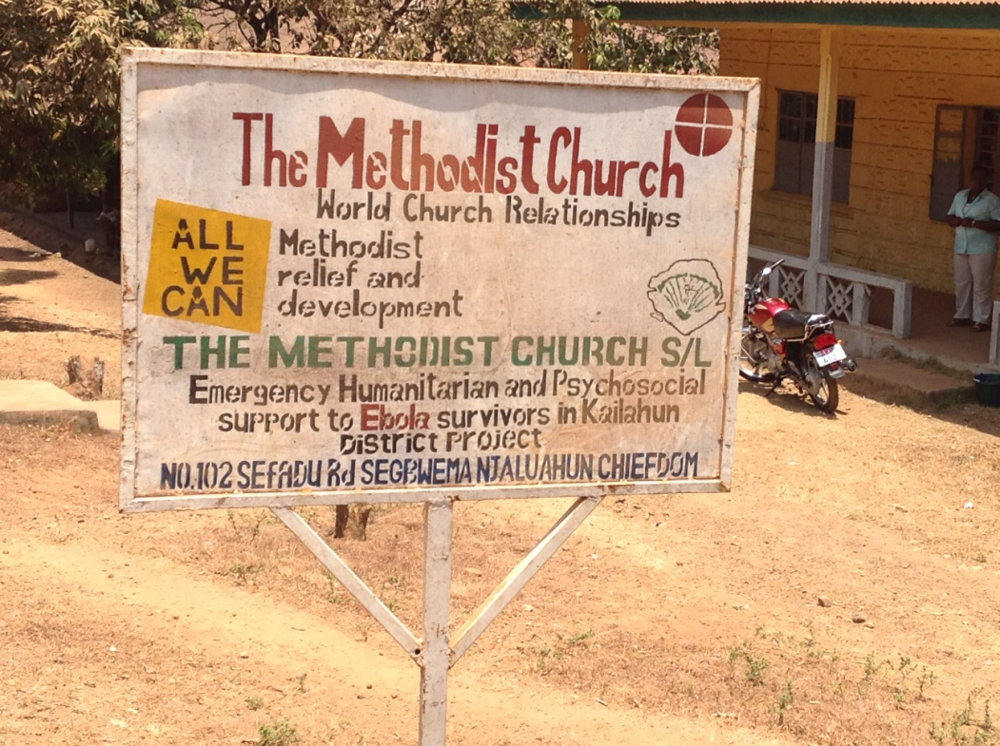 The Methodist Church
World Church Relationships
ALL
WE
CAN
Methodist
relief and
development
THE METHODIST CHURCH S/L
Emergency Humanitarian and Psychosocial
support to Ebola survivors in Kailahun
District Project
NO.102 SEFADU Rd SEGBWEMA NJALUAHUN CHIEFDOM